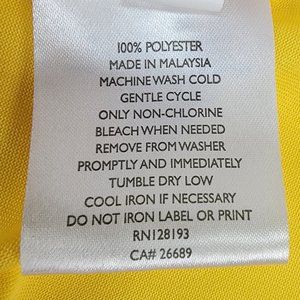 100% POLYESTER
MADE IN MALAYSIA
MACHINE WASH COLD
GENTLE CYCLE
ONLY NON-CHLORINE
BLEACH WHEN NEEDED
REMOVE FROM WASHER
PROMPTLY AND IMMEDIATELY
TUMBLE DRY LOW
COOL IRON IF NECESSARY
DO NOT IRON LABEL OR PRINT
RN128193
CA# 26689